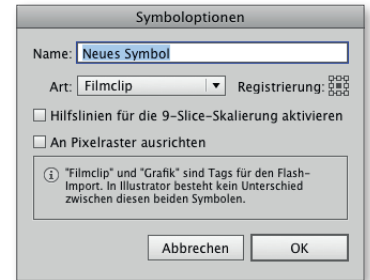 Symboloptionen
Name: Neues Symbol
Art: Filmclip Registrierung:
Hilfslinien für die 9-Slice-Skalierung aktivieren
An Pixelraster ausrichten
"Filmclip" und "Grafik" sind Tags für den Flash-
Import. In Illustrator besteht kein Unterschied
zwischen diesen beiden Symbolen.
Abbrechen OK